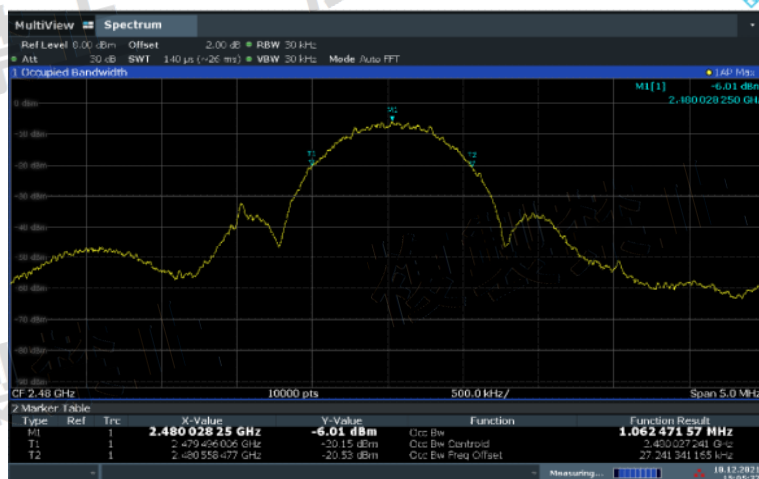 MultiView Spectrum
Ref Level 8.00 dBm Offset 2.00 dB RBW 30 kHz
Att 30 dB SWT 140 µs (~26 ms) VBW 30 kHz Mode Auto FFT
1 Occupied Bandwidth 1AP Max
M1[1] -6.01 dBm
2.480 028 250 GHz
M1
0 dBm
-10 dBm
T1 T2
-20 dBm
-30 dBm
-40 dBm
-50 dBm
-60 dBm
-70 dBm
-80 dBm
-90 dBm
CF 2.48 GHz 10000 pts 500.0 kHz/ Span 5.0 MHz
2 Marker Table
Type Ref Trc X-Value Y-Value Function Function Result
M1 1 2.480 028 25 GHz -6.01 dBm Occ Bw 1.062 471 57 MHz
T1 1 2.479 496 006 GHz -20.15 dBm Occ Bw Centroid 2.480 027 241 GHz
T2 1 2.480 558 477 GHz -20.53 dBm Occ Bw Freq Offset 27.241 341 165 kHz
Measuring... 10.12.2021